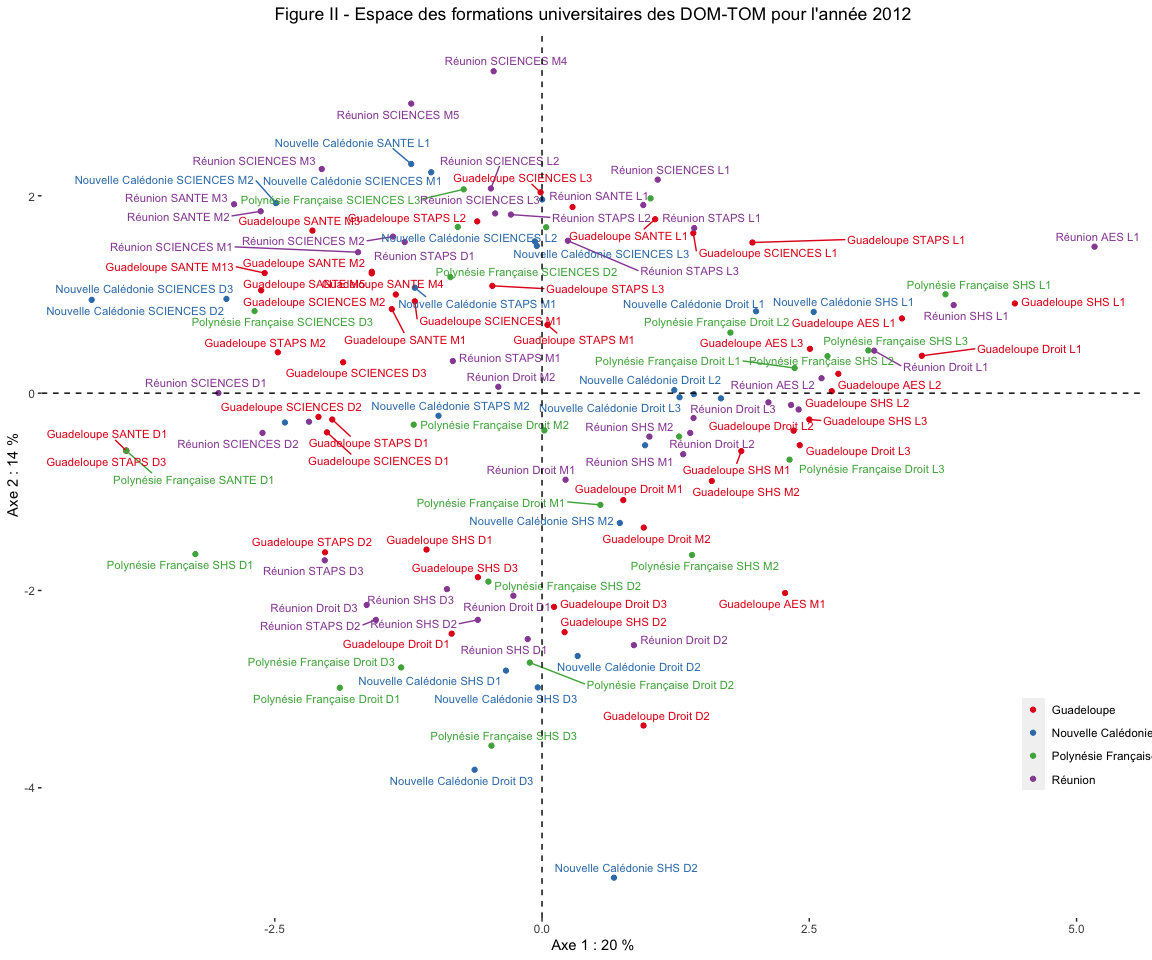 Figure II - Espace des formations universitaires des DOM-TOM pour l'année 2012
Réunion SCIENCES M4
Réunion SCIENCES M5
Nouvelle Calédonie SANTE L1
Réunion SCIENCES M3
Réunion SCIENCES L2
Réunion SCIENCES L1
Nouvelle Calédonie SCIENCES M2
Nouvelle Calédonie SCIENCES M1
Guadeloupe SCIENCES L3
Réunion SANTE M3
Polynésie Française SCIENCES L3
Réunion SCIENCES L3
Réunion SANTE L1
2
Réunion SANTE M2
Guadeloupe SANTE M3
Guadeloupe STAPS L2
Réunion STAPS L2
Réunion STAPS L1
Réunion SCIENCES M1
Réunion SCIENCES M2
Nouvelle Calédonie SCIENCES L2
Guadeloupe SANTE L1
Guadeloupe STAPS L1
Réunion AES L1
Réunion STAPS D1
Nouvelle Calédonie SCIENCES L3
Guadeloupe SCIENCES L1
Guadeloupe SANTE M13
Guadeloupe SANTE M2
Polynésie Française SCIENCES D2
Réunion STAPS L3
Nouvelle Calédonie SCIENCES D3
Guadeloupe SANTE M5
Guadeloupe SANTE M4
Guadeloupe STAPS L3
Polynésie Française SHS L1
Nouvelle Calédonie SCIENCES D2
Guadeloupe SCIENCES M2
Nouvelle Calédonie STAPS M1
Nouvelle Calédonie Droit L1
Nouvelle Calédonie SHS L1
Guadeloupe SHS L1
Polynésie Française SCIENCES D3
Guadeloupe SCIENCES M1
Polynésie Française Droit L2
Guadeloupe AES L1
Réunion SHS L1
Guadeloupe STAPS M2
Guadeloupe SANTE M1
Guadeloupe STAPS M1
Guadeloupe AES L3
Polynésie Française SHS L3
Guadeloupe Droit L1
Réunion STAPS M1
Polynésie Française Droit L1
Polynésie Française SHS L2
Réunion Droit L1
Guadeloupe SCIENCES D3
Réunion SCIENCES D1
Réunion Droit M2
Nouvelle Calédonie Droit L2
Réunion AES L2
Guadeloupe AES L2
0
Guadeloupe SCIENCES D2
Nouvelle Calédonie STAPS M2
Nouvelle Calédonie Droit L3
Réunion Droit L3
Guadeloupe SHS L2
Guadeloupe SANTE D1
Réunion SCIENCES D2
Guadeloupe STAPS D1
Polynésie Française Droit M2
Réunion SHS M2
Guadeloupe Droit L2
Guadeloupe SHS L3
Réunion Droit L2
Guadeloupe STAPS D3
Guadeloupe SCIENCES D1
Réunion SHS M1
Guadeloupe Droit L3
Polynésie Française SANTE D1
Réunion Droit M1
Guadeloupe SHS M1
Polynésie Française Droit L3
Guadeloupe Droit M1
Guadeloupe SHS M2
Polynésie Française Droit M1
Nouvelle Calédonie SHS M2
Guadeloupe STAPS D2
Guadeloupe SHS D1
Guadeloupe Droit M2
Polynésie Française SHS D1
Réunion STAPS D3
Guadeloupe SHS D3
Polynésie Française SHS M2
-2
Polynésie Française SHS D2
Réunion Droit D3
Réunion SHS D3
Réunion Droit D1
Guadeloupe Droit D3
Guadeloupe AES M1
Réunion STAPS D2
Réunion SHS D2
Guadeloupe SHS D2
Guadeloupe Droit D1
Réunion SHS D1
Réunion Droit D2
Polynésie Française Droit D3
Nouvelle Calédonie Droit D2
Nouvelle Calédonie SHS D1
Polynésie Française Droit D2
Polynésie Française Droit D1
Nouvelle Calédonie SHS D3
Guadeloupe Droit D2
Polynésie Française SHS D3
Nouvelle Calédonie Droit D3
-4
Nouvelle Calédonie SHS D2
Guadeloupe
Nouvelle Calédonie
Polynésie Français
Réunion
-2.5
0.0
2.5
5.0
Axe 1 : 20 %
Axe 2 : 14 %